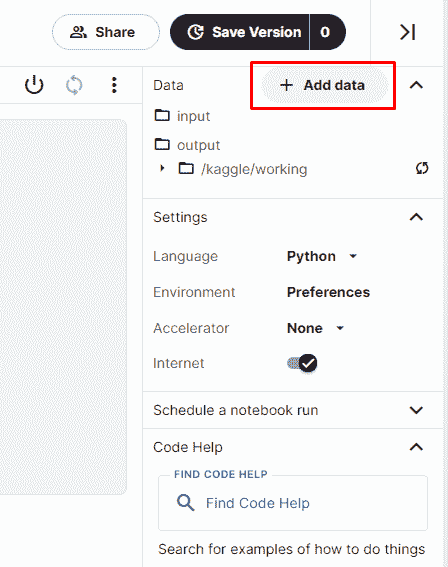 Share
Save Version 0
Data + Add data
input
output
/kaggle/working
Settings
Language Python
Environment Preferences
Accelerator None
Internet
Schedule a notebook run
Code Help
FIND CODE HELP
Find Code Help
Search for examples of how to do things